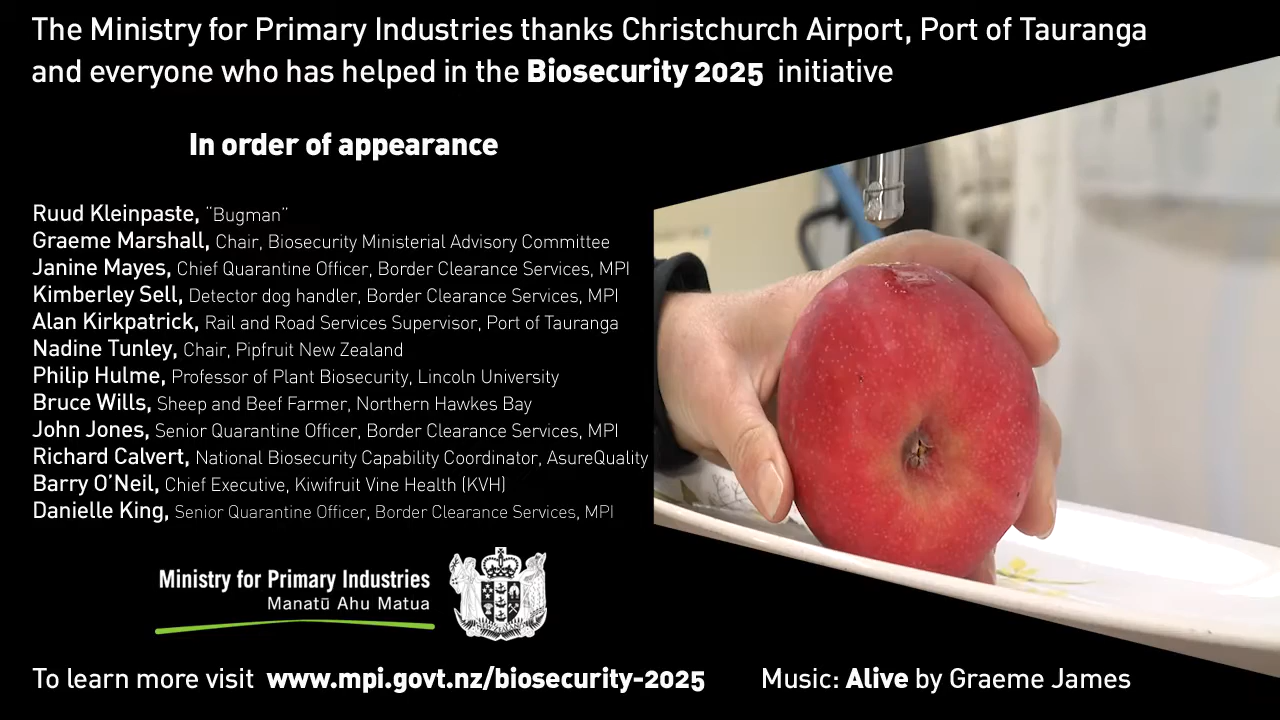 The Ministry for Primary Industries thanks Christchurch Airport, Port of Tauranga
and everyone who has helped in the Biosecurity 2025 initiative
In order of appearance
Ruud Kleinpaste, “Bugman”
Graeme Marshall, Chair, Biosecurity Ministerial Advisory Committee
Janine Mayes, Chief Quarantine Officer, Border Clearance Services, MPI
Kimberley Sell, Detector dog handler, Border Clearance Services, MPI
Alan Kirkpatrick, Rail and Road Services Supervisor, Port of Tauranga
Nadine Tunley, Chair, Pipfruit New Zealand
Philip Hulme, Professor of Plant Biosecurity, Lincoln University
Bruce Wills, Sheep and Beef Farmer, Northern Hawkes Bay
John Jones, Senior Quarantine Officer, Border Clearance Services, MPI
Richard Calvert, National Biosecurity Capability Coordinator, AsureQuality
Barry O’Neil, Chief Executive, Kiwifruit Vine Health (KVH)
Danielle King, Senior Quarantine Officer, Border Clearance Services, MPI
Ministry for Primary Industries
Manatū Ahu Matua
To learn more visit www.mpi.govt.nz/biosecurity-2025
Music: Alive by Graeme James